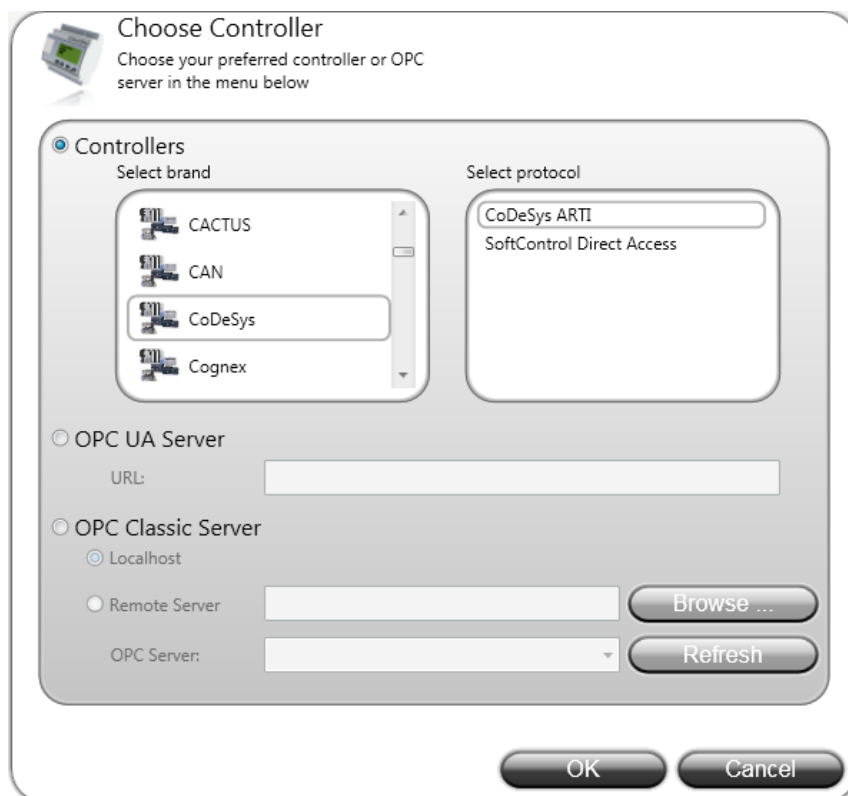 Choose Controller
Choose your preferred controller or OPC
server in the menu below
Controllers
Select brand
Select protocol
CACTUS
CAN
CoDeSys
Cognex
CoDeSys ARTI
SoftControl Direct Access
OPC UA Server
URL:
OPC Classic Server
Localhost
Remote Server
Browse ...
OPC Server:
Refresh
OK
Cancel